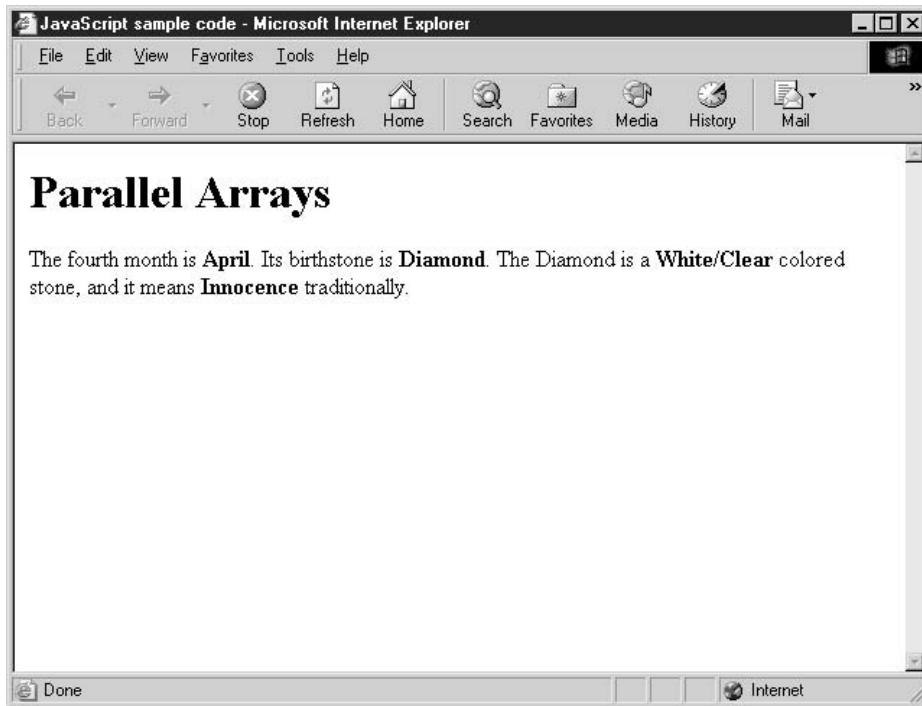 JavaScript sample code - Microsoft Internet Explorer
File Edit View Favorites Tools Help
Back Forward Stop Refresh Home Search Favorites Media History Mail »
Parallel Arrays
The fourth month is April. Its birthstone is Diamond. The Diamond is a White/Clear colored
stone, and it means Innocence traditionally.
Done Internet